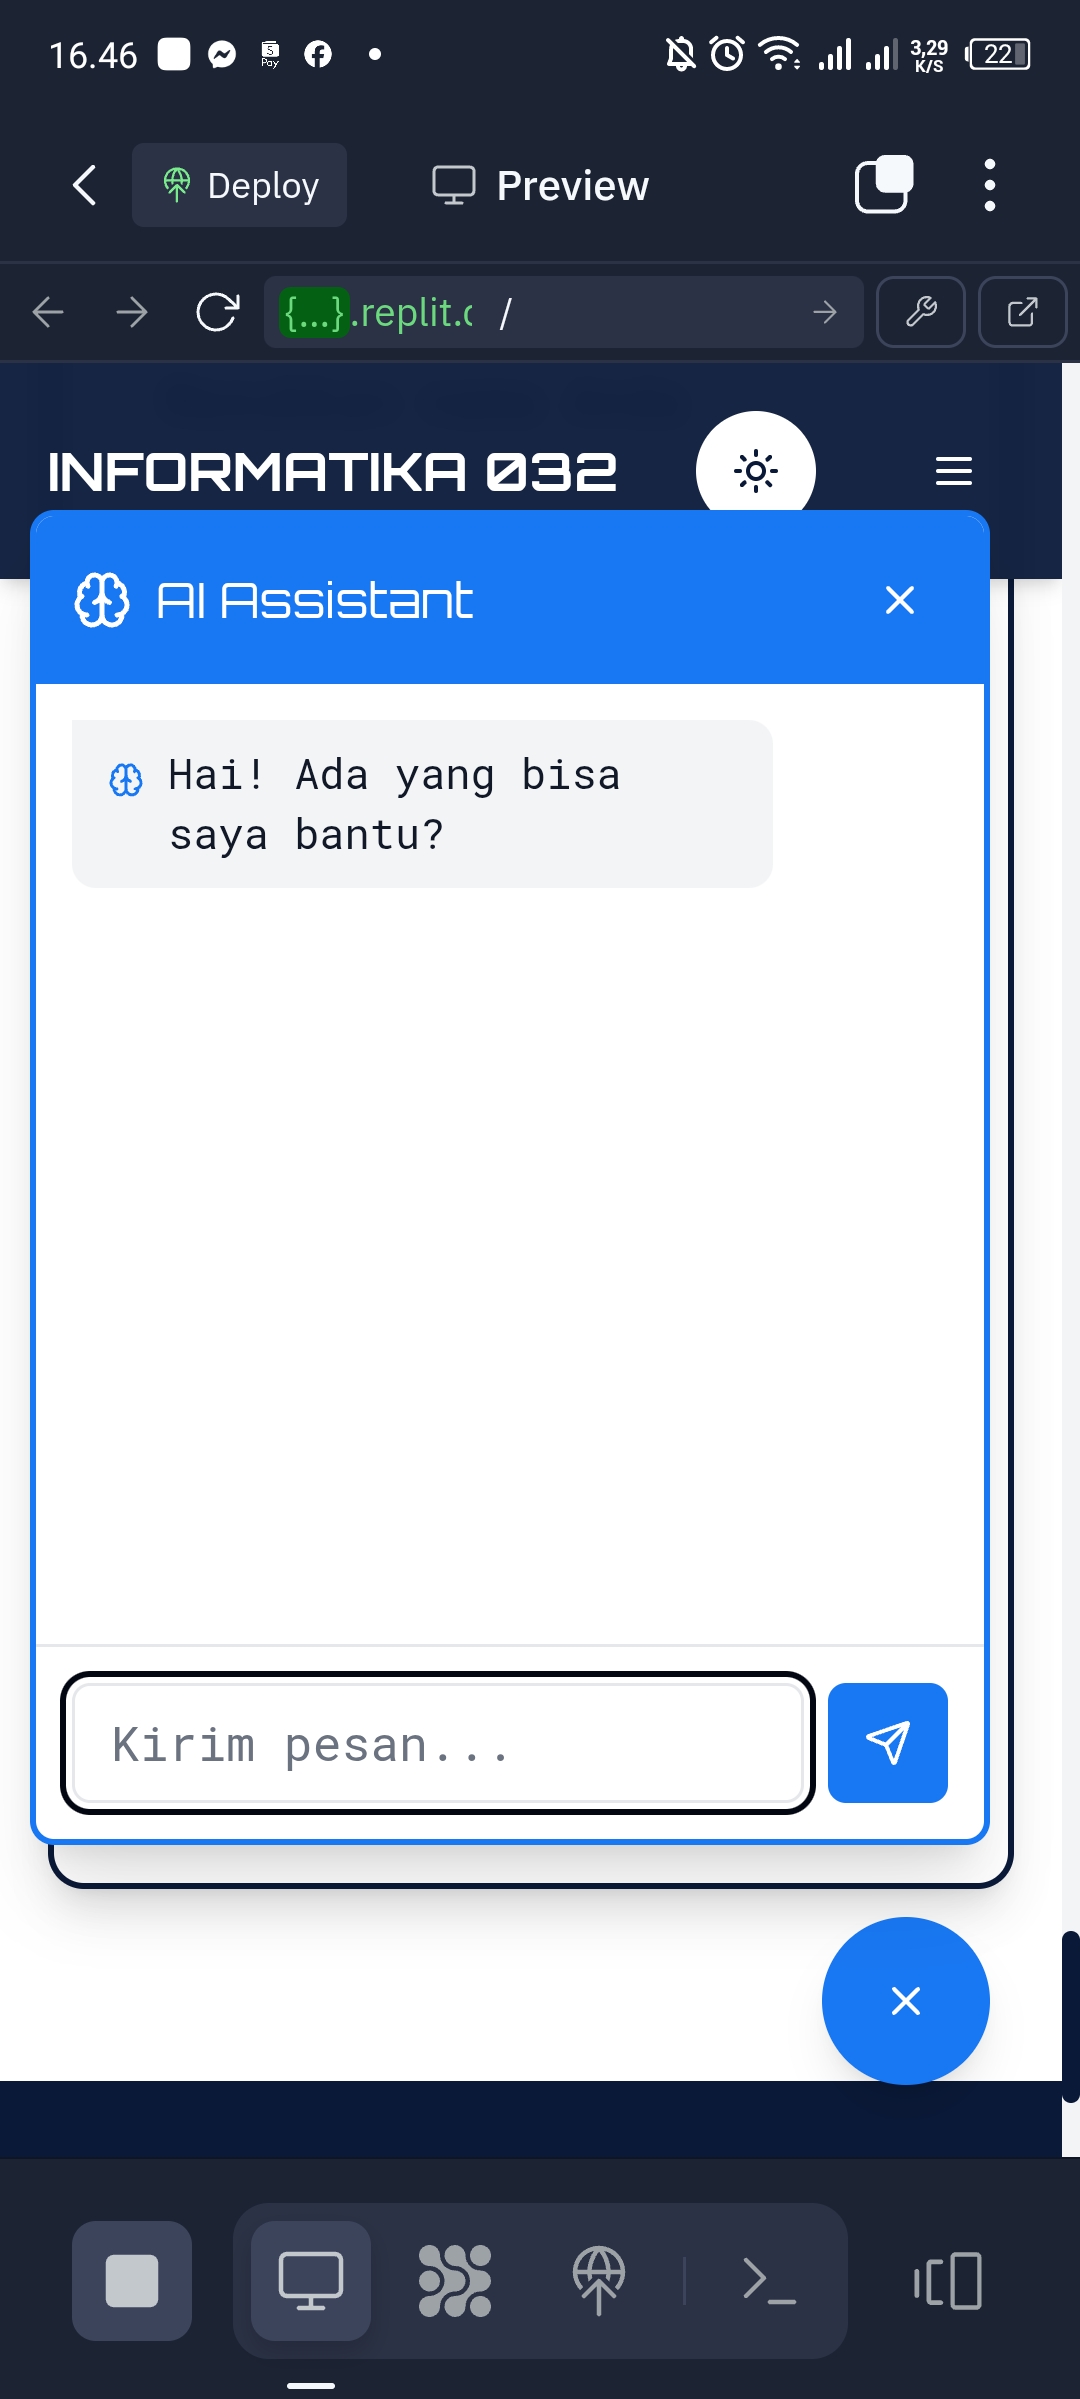 16.46
S
Pay
3,29
K/S
22
Deploy
Preview
{...}.replit.c /
INFORMATIKA 032
AI Assistant
Hai! Ada yang bisa
saya bantu?
Kirim pesan...